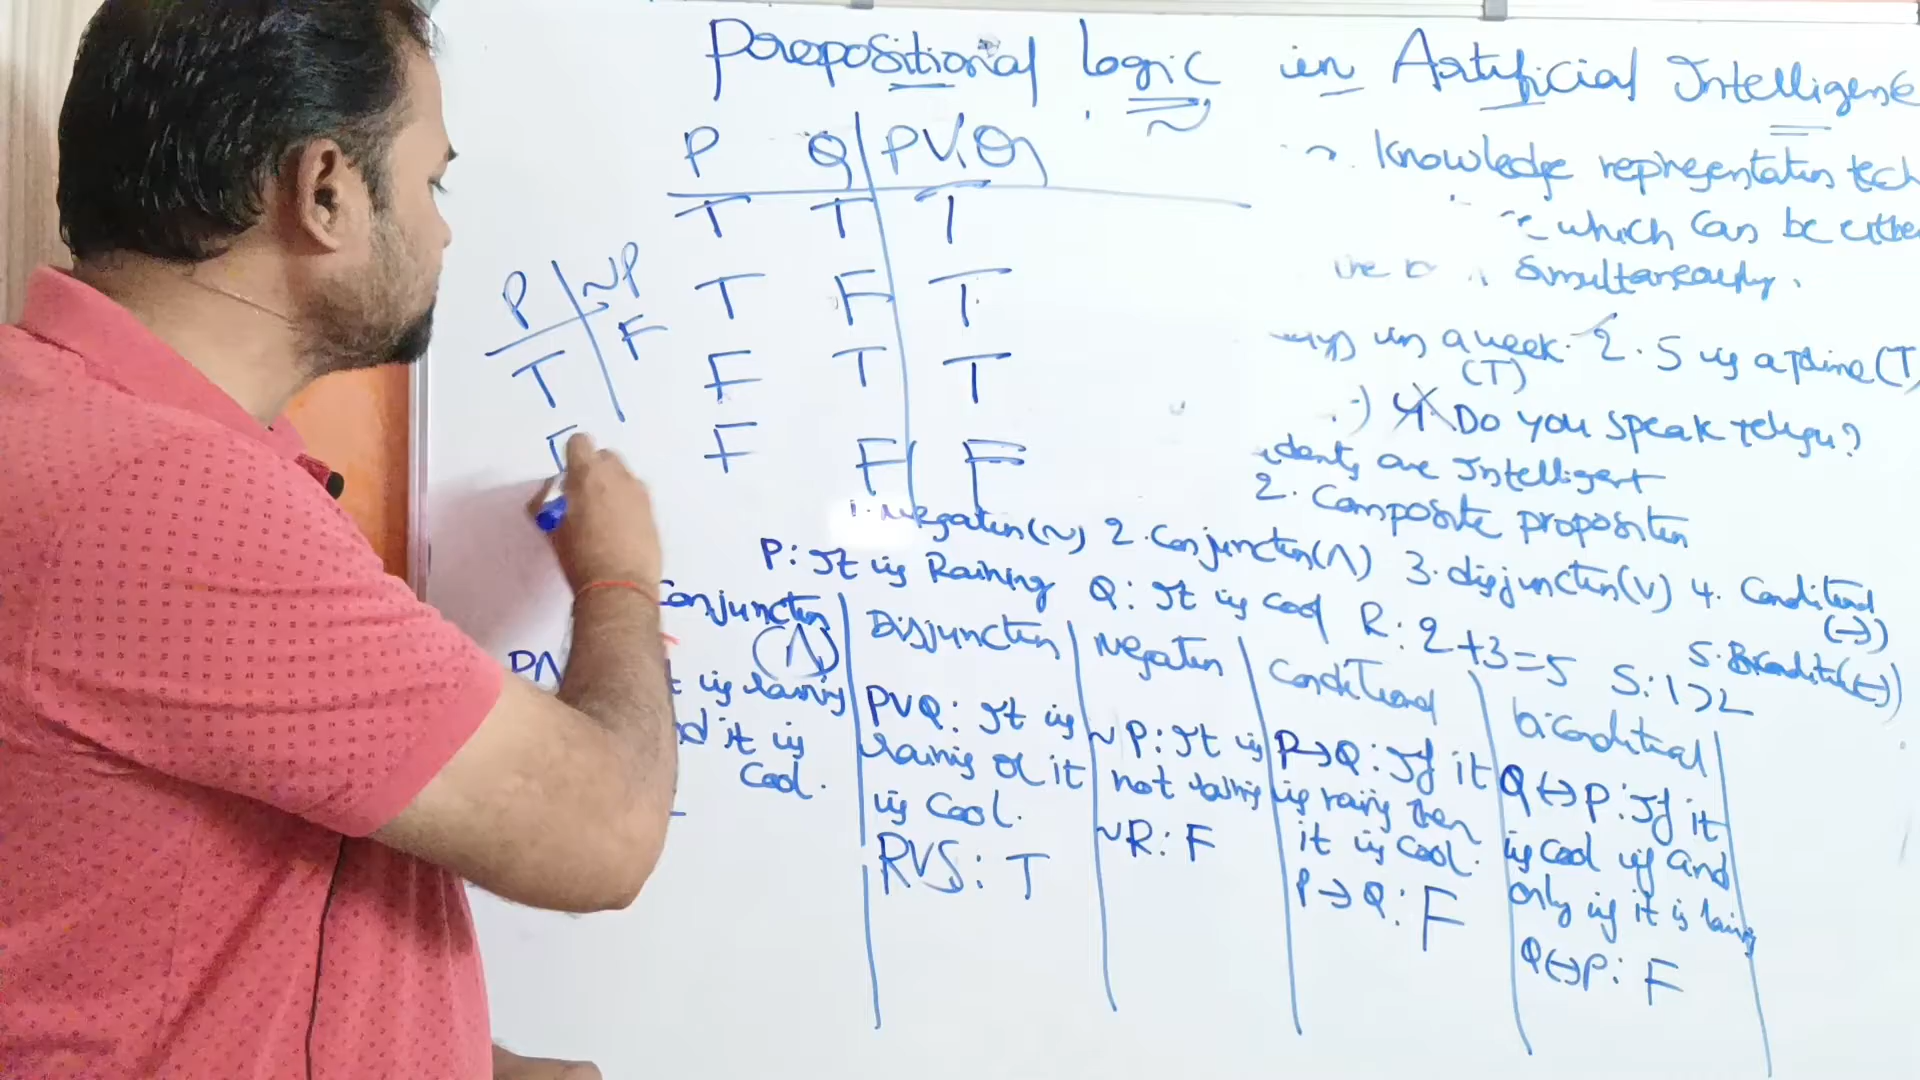 Propositional Logic in Artificial Intelligence
P Q PVQ
T T T
T F T
F T T
F F F
P ~P
T F
F
Knowledge representation tech
which can be either
simultaneously.
in a week. 2. 5 is a prime (T)
(T)
4. Do you speak telugu?
are Intelligent
2. Composite proposition
1. Negation(~) 2. Conjunction(Λ) 3. disjunction(V) 4. Conditional
(→)
5. Biconditional(↔)
P: It is Raining Q: It is cool R: 2+3=5 S: 1>2
Conjunction
(Λ)
PΛ
is raining
it is
cool.
Disjunction
PVQ: It is
raining or it
is cool.
RVS: T
Negation
~P: It is
not raining
~R: F
Conditional
P→Q: If it
is raining then
it is cool.
P→Q: F
biconditional
Q↔P: If it
is cool if and
only if it is raining
Q↔P: F